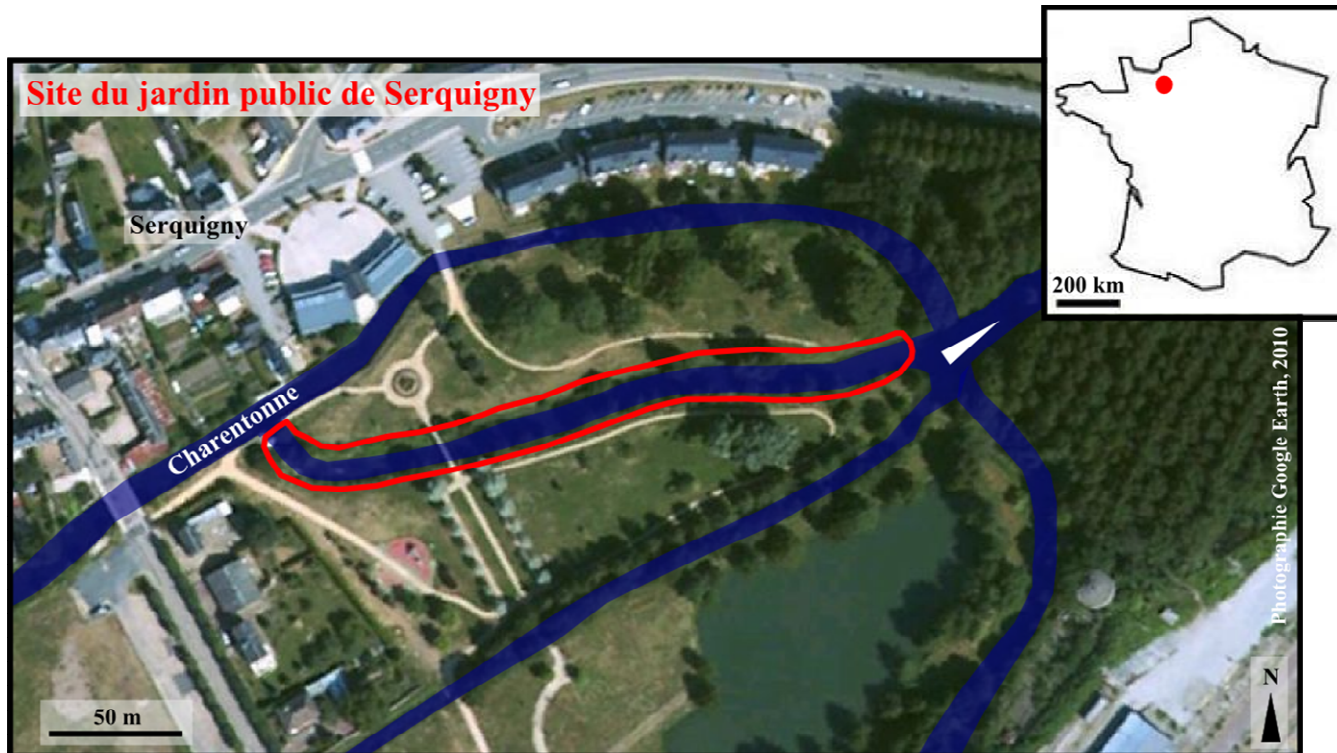 Site du jardin public de Serquigny
Serquigny
Charentonne
200 km
Photographie Google Earth, 2010
50 m
N